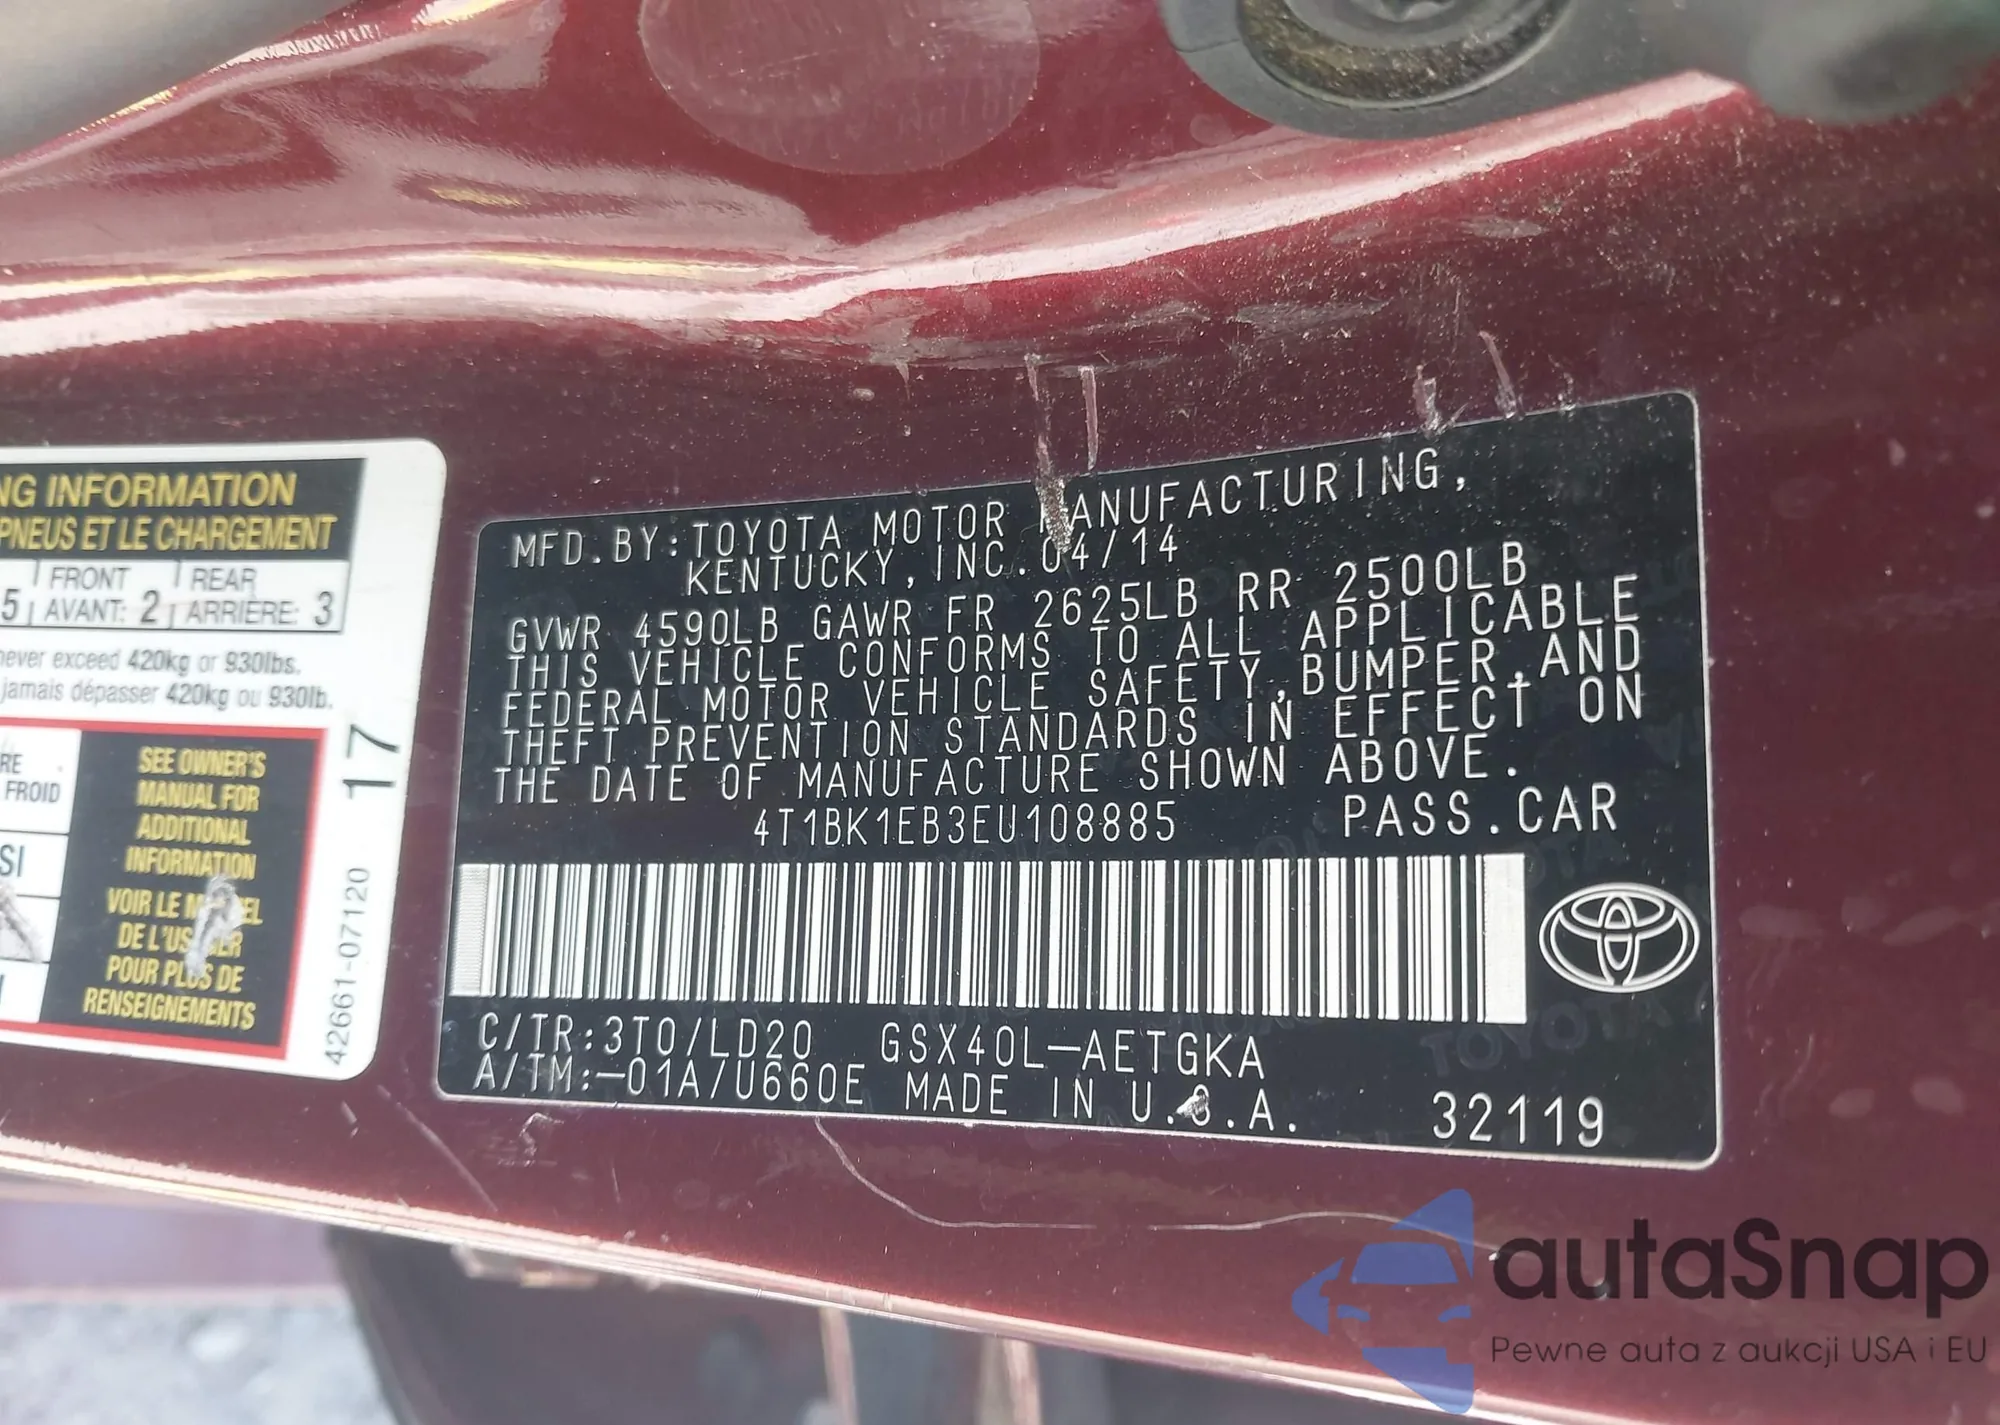 NG INFORMATION
PNEUS ET LE CHARGEMENT
5 FRONT AVANT: 2 REAR ARRIÈRE: 3
never exceed 420kg or 930lbs.
jamais dépasser 420kg ou 930lb.
RE
FROID
SI
SEE OWNER'S
MANUAL FOR
ADDITIONAL
INFORMATION
VOIR LE
DE
POUR PLUS DE
RENSEIGNEMENTS
17
42661-07120
MFD.BY:TOYOTA MOTOR MANUFACTURING,
KENTUCKY,INC.04/14
GVWR 4590LB GAWR FR 2625LB RR 2500LB
THIS VEHICLE CONFORMS TO ALL APPLICABLE
FEDERAL MOTOR VEHICLE SAFETY,BUMPER,AND
THEFT PREVENTION STANDARDS IN EFFECT ON
THE DATE OF MANUFACTURE SHOWN ABOVE.
4T1BK1EB3EU108885 PASS.CAR
C/TR:3T0/LD20 GSX40L-AETGKA
A/TM:-01A/U660E MADE IN U.S.A. 32119
autaSnap
Pewne auta z aukcji USA i EU